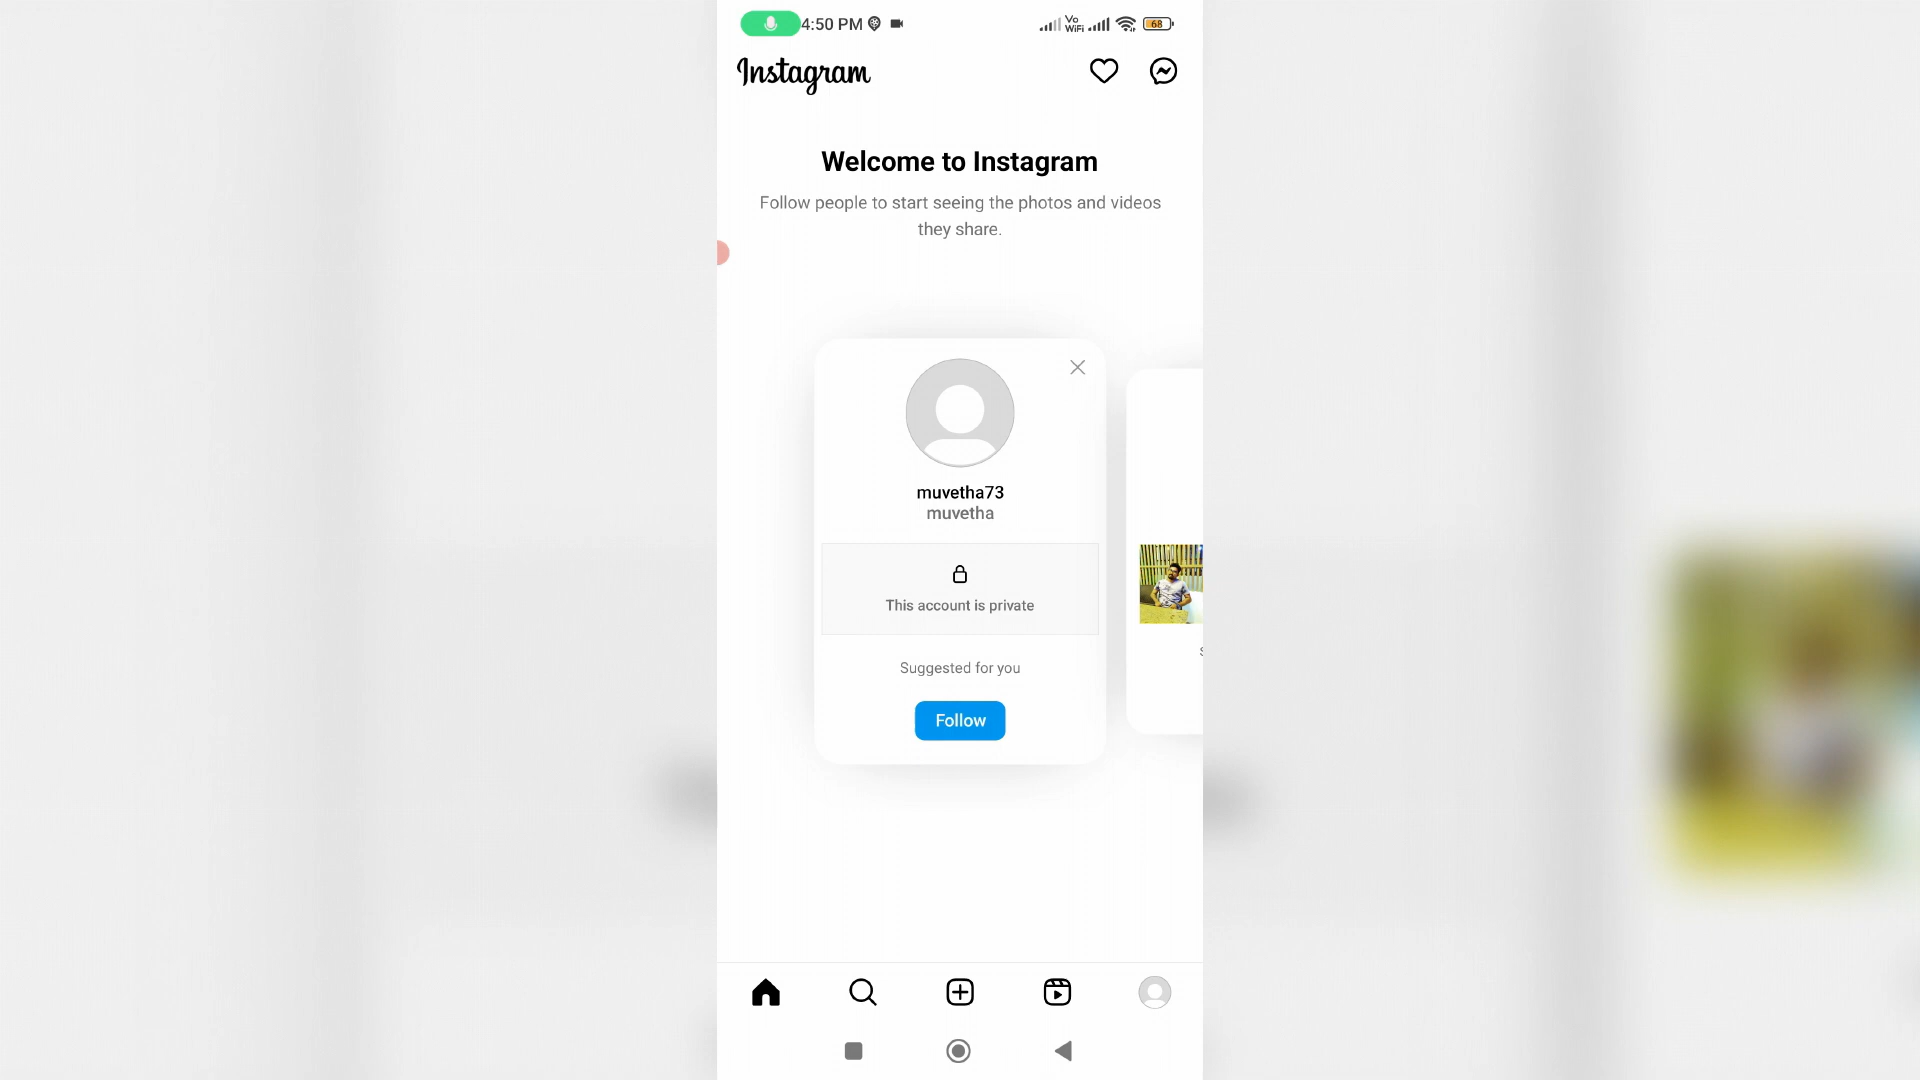 4:50 PM
Vo
WiFi
68
Instagram
Welcome to Instagram
Follow people to start seeing the photos and videos
they share.
muvetha73
muvetha
This account is private
Suggested for you
Follow